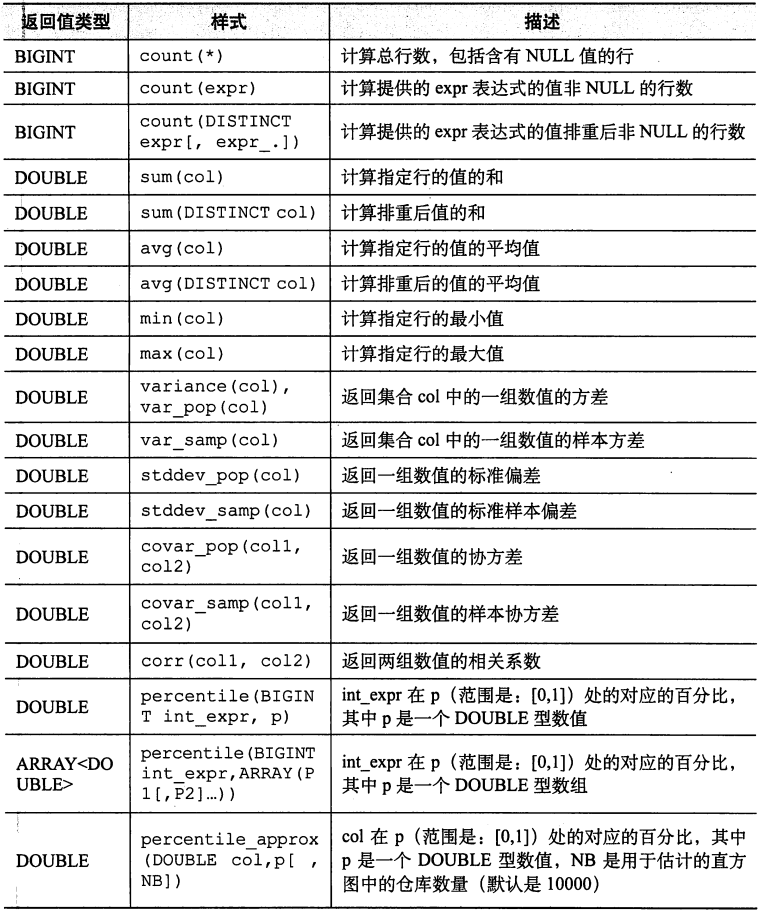 返回值类型 样式 描述
BIGINT count(*) 计算总行数，包括含有 NULL 值的行
BIGINT count(expr) 计算提供的 expr 表达式的值非 NULL 的行数
BIGINT count(DISTINCT 计算提供的 expr 表达式的值排重后非 NULL 的行数
expr[, expr_.])
DOUBLE sum(col) 计算指定行的值的和
DOUBLE sum(DISTINCT col) 计算排重后值的和
DOUBLE avg(col) 计算指定行的值的平均值
DOUBLE avg(DISTINCT col) 计算排重后的值的平均值
DOUBLE min(col) 计算指定行的最小值
DOUBLE max(col) 计算指定行的最大值
DOUBLE variance(col), 返回集合 col 中的一组数值的方差
var_pop(col)
DOUBLE var_samp(col) 返回集合 col 中的一组数值的样本方差
DOUBLE stddev_pop(col) 返回一组数值的标准偏差
DOUBLE stddev_samp(col) 返回一组数值的标准样本偏差
DOUBLE covar_pop(col1, 返回一组数值的协方差
col2)
DOUBLE covar_samp(col1, 返回一组数值的样本协方差
col2)
DOUBLE corr(col1, col2) 返回两组数值的相关系数
DOUBLE percentile(BIGIN int_expr 在 p（范围是：[0,1]）处的对应的百分比，
T int_expr, p) 其中 p 是一个 DOUBLE 型数值
ARRAY<DO percentile(BIGINT int_expr 在 p（范围是：[0,1]）处的对应的百分比，
UBLE> int_expr,ARRAY(P 其中 p 是一个 DOUBLE 型数组
1[,P2]…))
DOUBLE percentile_approx col 在 p（范围是：[0,1]）处的对应的百分比，其中
(DOUBLE col,p[ , p 是一个 DOUBLE 型数值，NB 是用于估计的直方
NB]) 图中的仓库数量（默认是 10000）